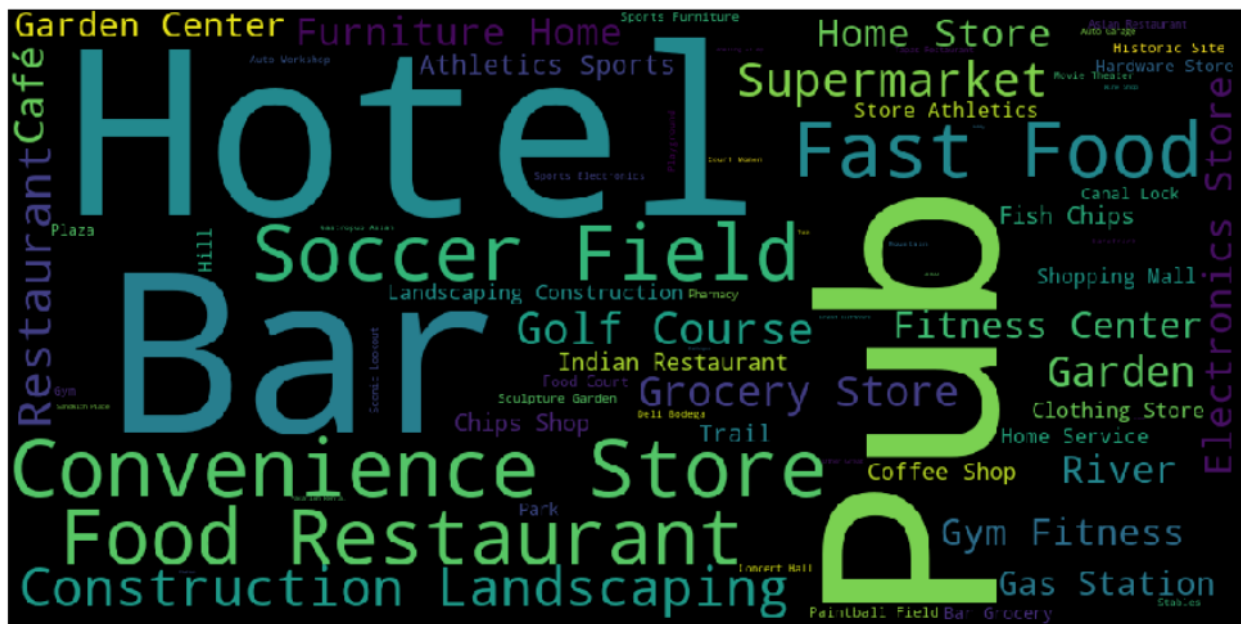 Garden Center
Furniture Home
Sports Furniture
Home Store
Asian Restaurant
Auto Garage
Historic Site
Café
Hotel
Auto Workshop
Athletics Sports
Supermarket
Hardware Store
Movie Theater
Store Athletics
Playground
Fast Food
Electronics Store
Sports Electronics
Restaurant
Canal Lock
Fish Chips
Plaza
Hill
Soccer Field
Pub
Shopping Mall
Bar
Landscaping Construction
Pharmacy
Golf Course
Fitness Center
Scenic Lookout
Indian Restaurant
Garden
Gym
Food Court
Grocery Store
Sandwich Place
Sculpture Garden
Deli Bodega
Clothing Store
Chips Shop
Trail
Home Service
Convenience Store
Coffee Shop
River
Park
Food Restaurant
Gym Fitness
Concert Hall
Construction Landscaping
Gas Station
Stables
Paintball Field
Bar Grocery